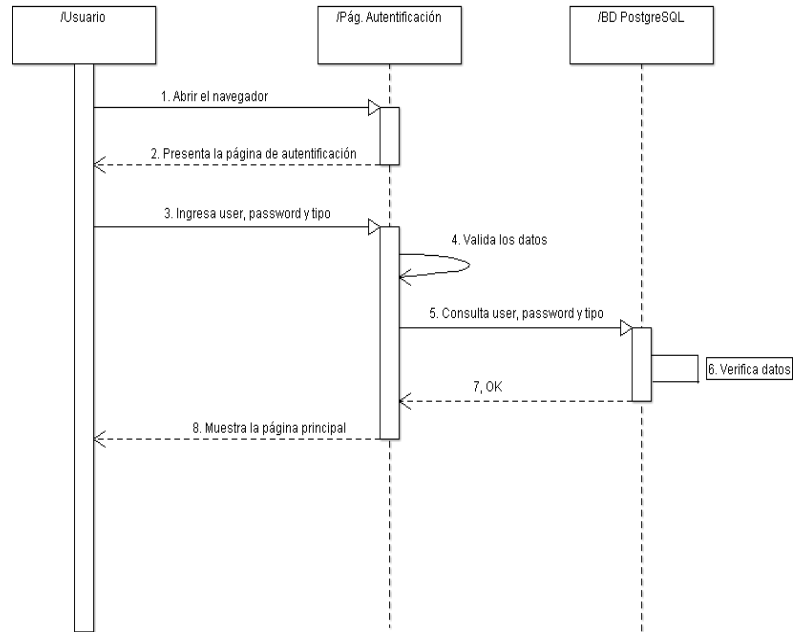 /Usuario
/Pág. Autentificación
/BD PostgreSQL
1. Abrir el navegador
2. Presenta la página de autentificación
3. Ingresa user, password y tipo
4. Valida los datos
5. Consulta user, password y tipo
6. Verifica datos
7, OK
8. Muestra la página principal